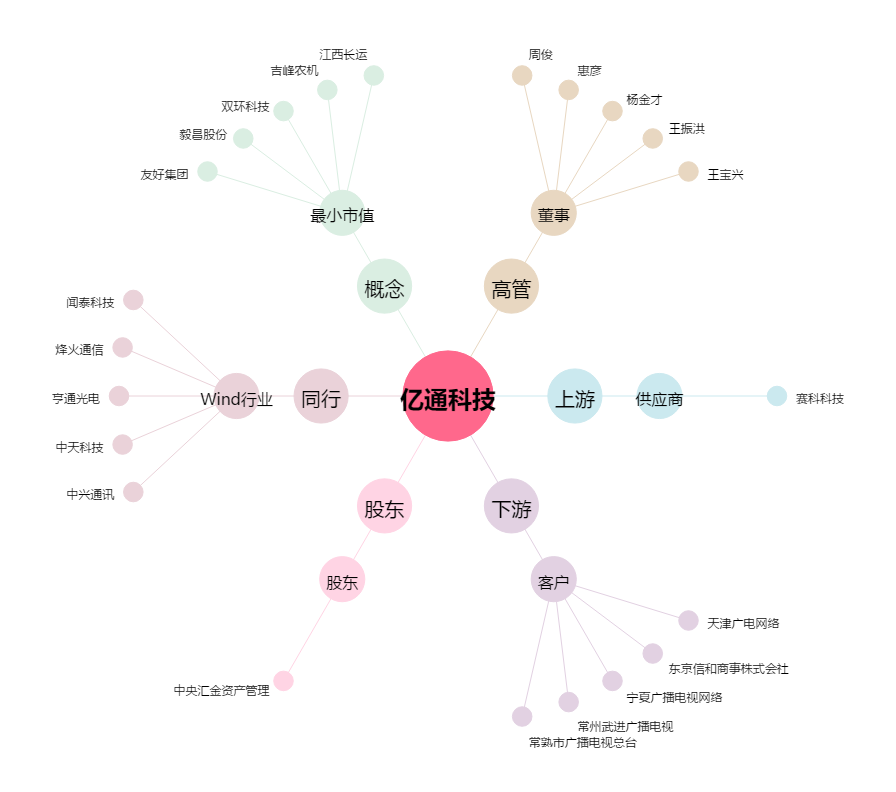 江西长运
周俊
吉峰农机
惠彦
双环科技
杨金才
毅昌股份
王振洪
友好集团
王宝兴
最小市值
董事
概念
高管
闻泰科技
烽火通信
亨通光电
Wind行业
同行
亿通科技
上游
供应商
赛科科技
中天科技
中兴通讯
股东
下游
股东
客户
天津广电网络
东京信和商事株式会社
中央汇金资产管理
宁夏广播电视网络
常州武进广播电视
常熟市广播电视总台